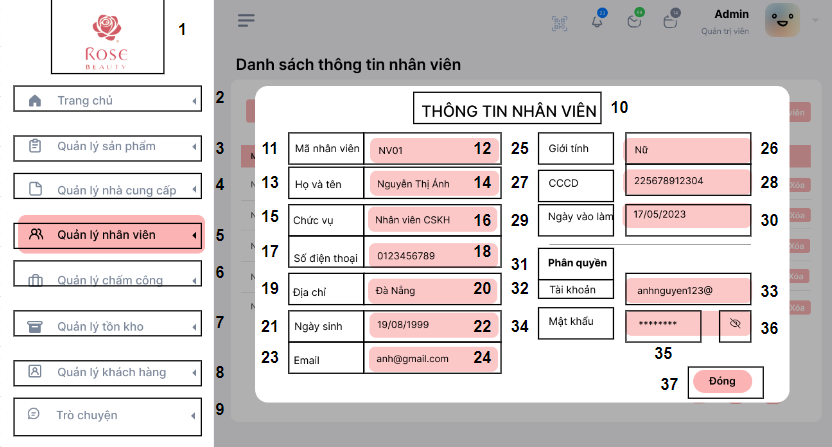 ROSE
BEAUTY
1
Admin
Quản trị viên
Danh sách thông tin nhân viên
Trang chủ
2
Quản lý sản phẩm
3
Quản lý nhà cung cấp
4
Quản lý nhân viên
5
Quản lý chấm công
6
Quản lý tồn kho
7
Quản lý khách hàng
8
Trò chuyện
9
THÔNG TIN NHÂN VIÊN
10
11 Mã nhân viên NV01 12
13 Họ và tên Nguyễn Thị Ánh 14
15 Chức vụ Nhân viên CSKH 16
17 Số điện thoại 0123456789 18
19 Địa chỉ Đà Nẵng 20
21 Ngày sinh 19/08/1999 22
23 Email anh@gmail.com 24
25 Giới tính Nữ 26
27 CCCD 225678912304 28
29 Ngày vào làm 17/05/2023 30
31 Phân quyền
32 Tài khoản anhnguyen123@ 33
34 Mật khẩu ******** 36
35
37 Đóng
Xóa
Xóa
Xóa
Xóa
Xóa